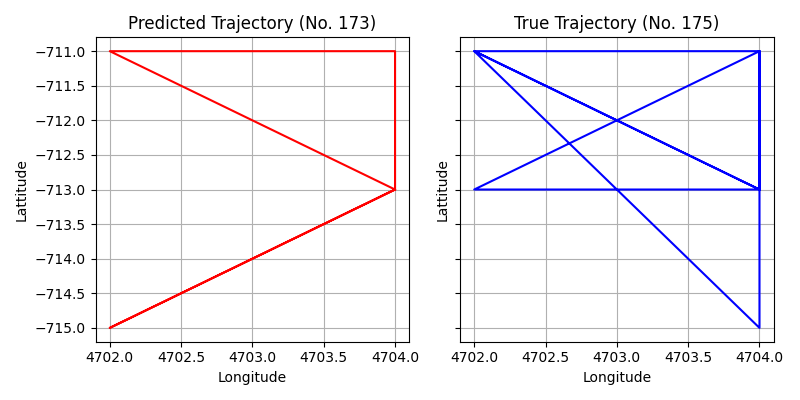 Predicted Trajectory (No. 173)
True Trajectory (No. 175)
Lattitude
−711.0
−711.5
−712.0
−712.5
−713.0
−713.5
−714.0
−714.5
−715.0
4702.0 4702.5 4703.0 4703.5 4704.0
Longitude
Lattitude
4702.0 4702.5 4703.0 4703.5 4704.0
Longitude